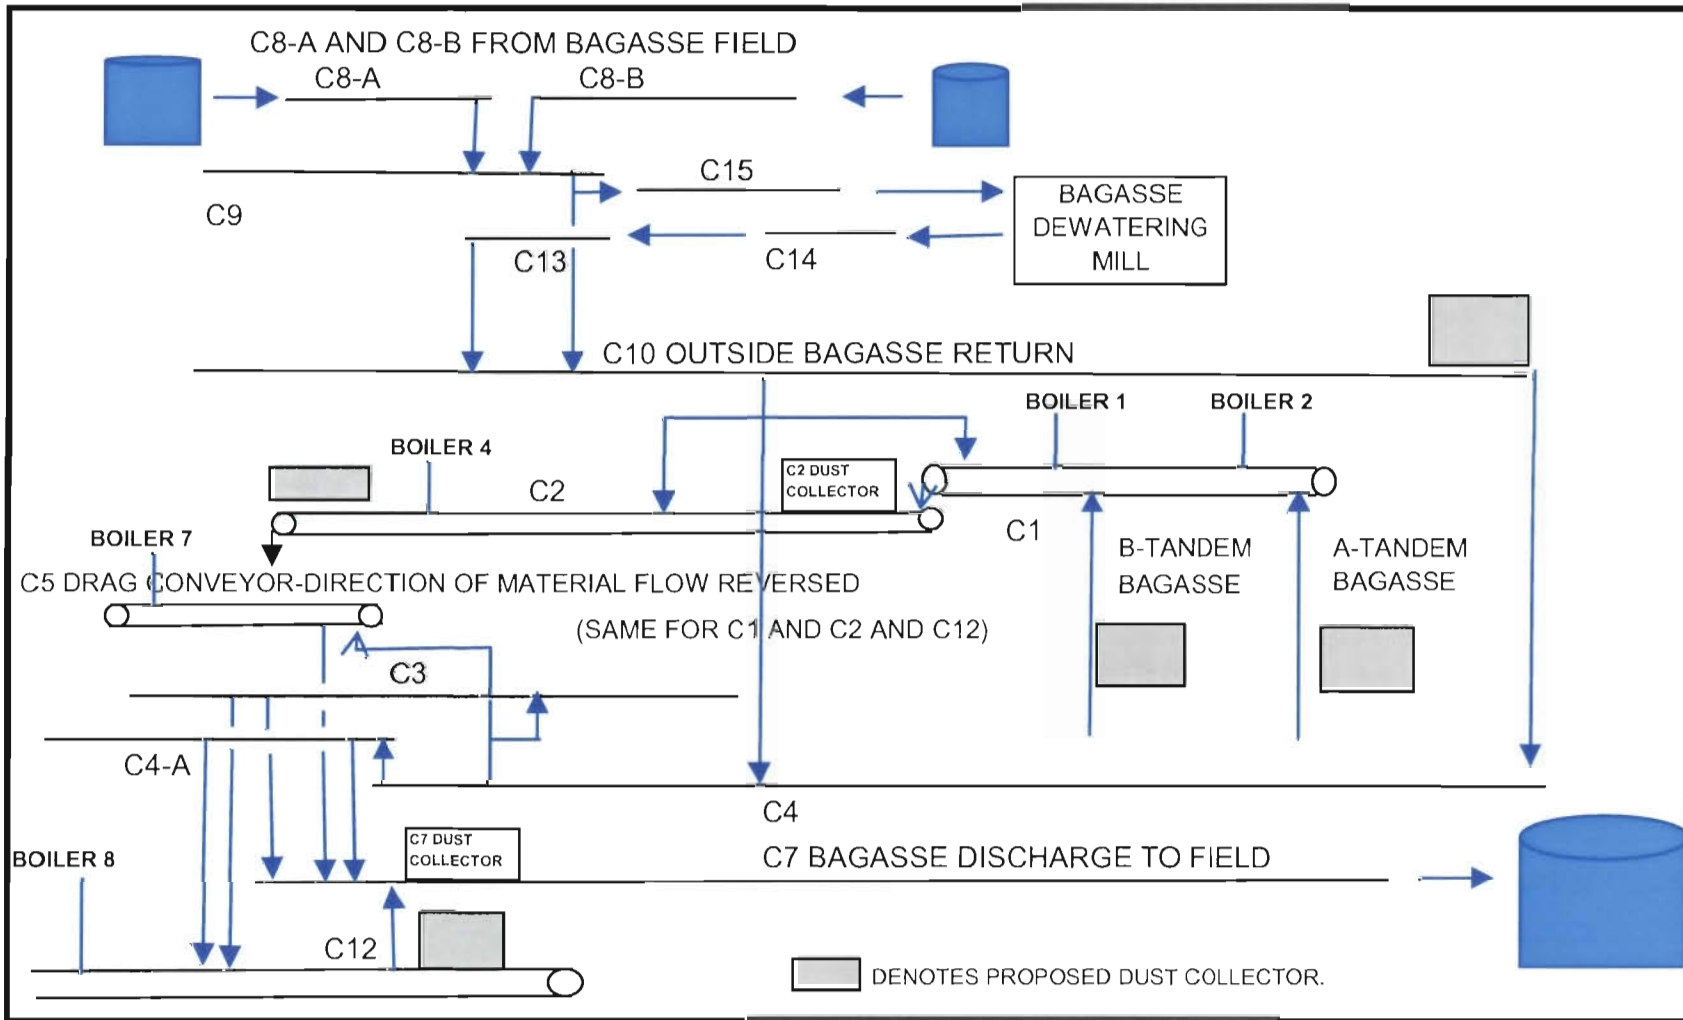 C8-A AND C8-B FROM BAGASSE FIELD
C8-A
C8-B
C15
C9
BAGASSE
DEWATERING
MILL
C13
C14
C10 OUTSIDE BAGASSE RETURN
BOILER 1
BOILER 2
BOILER 4
C2 DUST
COLLECTOR
C2
C1
BOILER 7
B-TANDEM
BAGASSE
A-TANDEM
BAGASSE
C5 DRAG CONVEYOR-DIRECTION OF MATERIAL FLOW REVERSED
(SAME FOR C1 AND C2 AND C12)
C3
C4-A
C4
C7 DUST
COLLECTOR
C7 BAGASSE DISCHARGE TO FIELD
BOILER 8
C12
DENOTES PROPOSED DUST COLLECTOR.